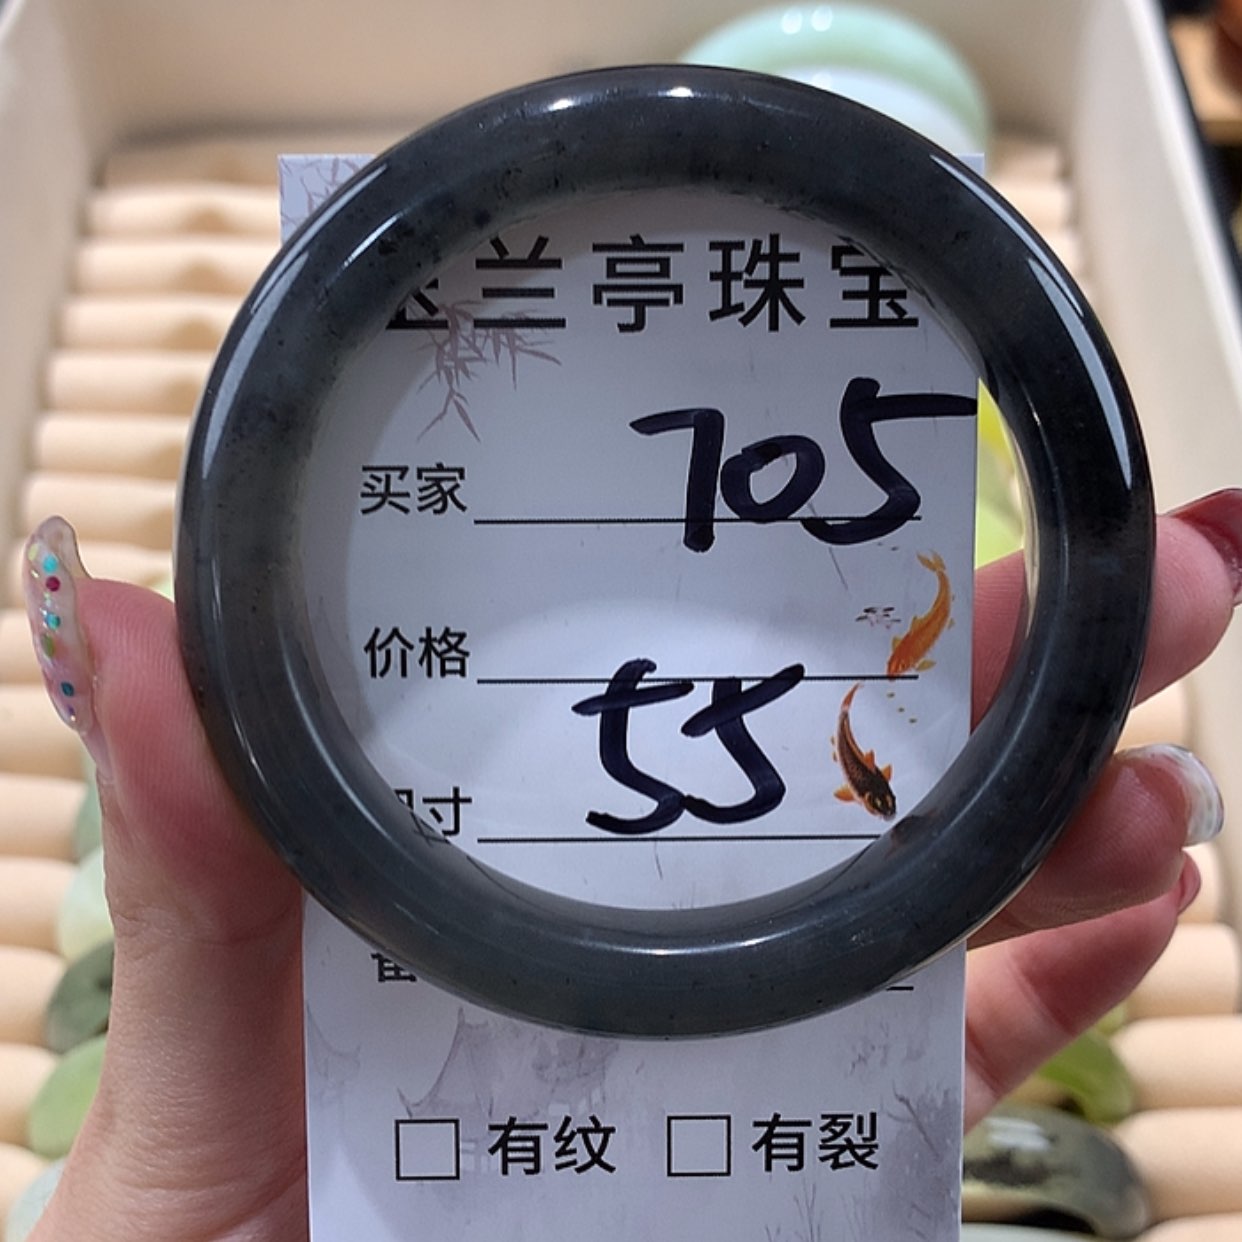 兰亭珠宝
买家 705
价格
寸 55
有纹 有裂